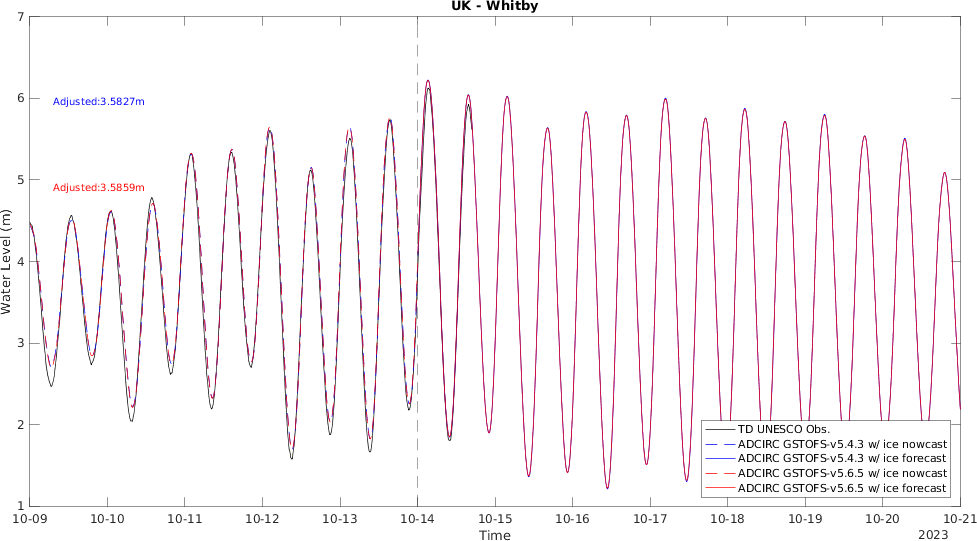 UK - Whitby
7
6
5
4
3
2
1
Water Level (m)
Adjusted:3.5827m
Adjusted:3.5859m
TD UNESCO Obs.
ADCIRC GSTOFS-v5.4.3 w/ ice nowcast
ADCIRC GSTOFS-v5.4.3 w/ ice forecast
ADCIRC GSTOFS-v5.6.5 w/ ice nowcast
ADCIRC GSTOFS-v5.6.5 w/ ice forecast
10-09 10-10 10-11 10-12 10-13 10-14 10-15 10-16 10-17 10-18 10-19 10-20 10-21
Time
2023